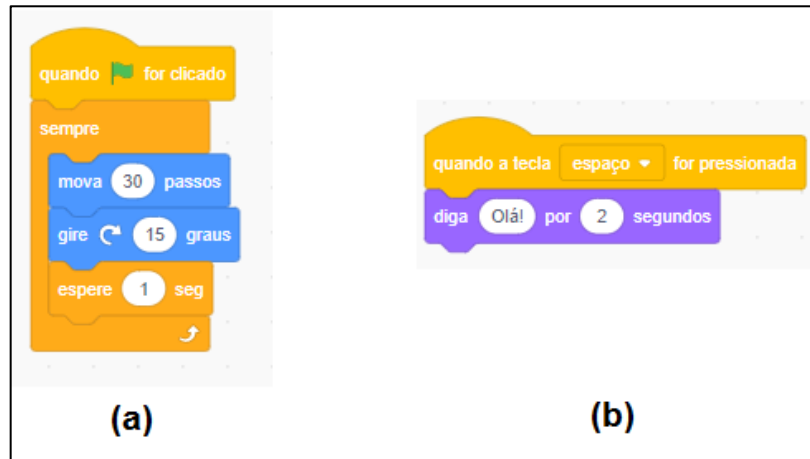 quando for clicado
sempre
mova 30 passos
gire 15 graus
espere 1 seg
(a)
quando a tecla espaço for pressionada
diga Olá! por 2 segundos
(b)